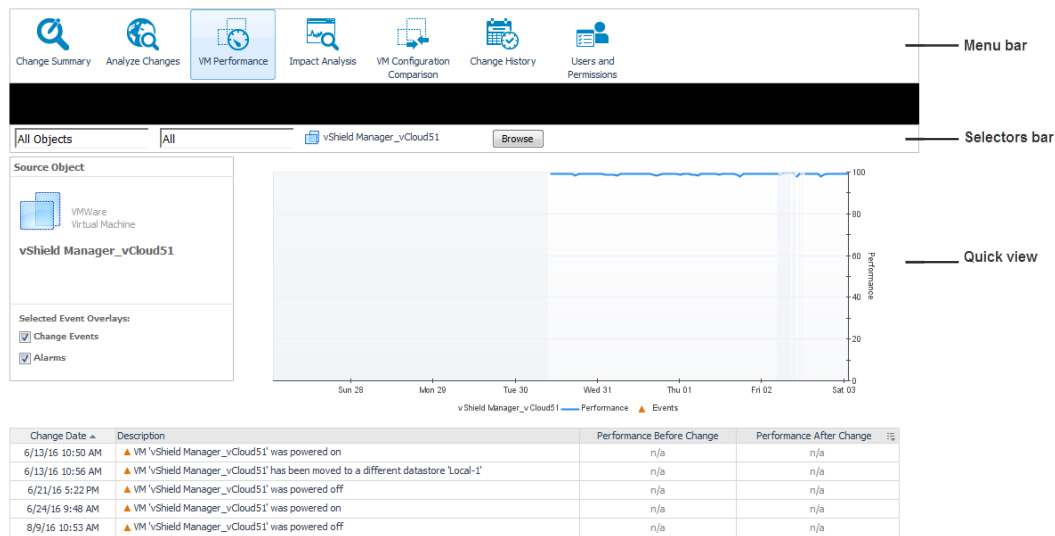 Change Summary
Analyze Changes
VM Performance
Impact Analysis
VM Configuration
Comparison
Change History
Users and
Permissions
Menu bar
All Objects
All
vShield Manager_vCloud51
Browse
Selectors bar
Source Object
VMWare
Virtual Machine
vShield Manager_vCloud51
Selected Event Overlays:
Change Events
Alarms
100
80
60
40
20
0
Performance
Sun 28
Mon 29
Tue 30
Wed 31
Thu 01
Fri 02
Sat 03
vShield Manager_vCloud51 Performance Events
Quick view
Change Date Description Performance Before Change Performance After Change
6/13/16 10:50 AM VM 'vShield Manager_vCloud51' was powered on n/a n/a
6/13/16 10:56 AM VM 'vShield Manager_vCloud51' has been moved to a different datastore 'Local-1' n/a n/a
6/21/16 5:22 PM VM 'vShield Manager_vCloud51' was powered off n/a n/a
6/24/16 9:48 AM VM 'vShield Manager_vCloud51' was powered on n/a n/a
8/9/16 10:53 AM VM 'vShield Manager_vCloud51' was powered off n/a n/a